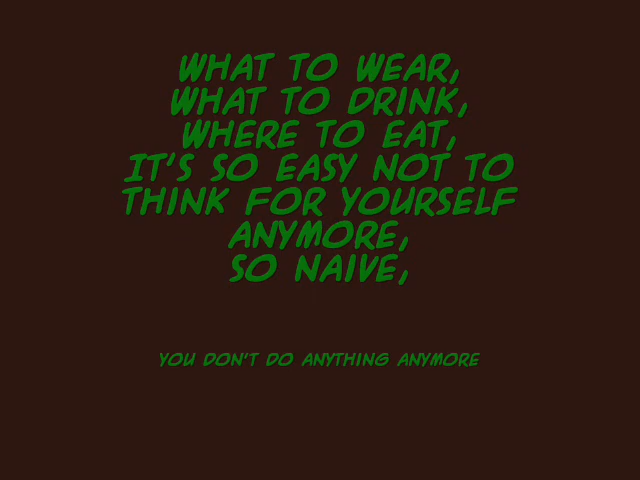 WHAT TO WEAR,
WHAT TO DRINK,
WHERE TO EAT,
IT'S SO EASY NOT TO
THINK FOR YOURSELF
ANYMORE,
SO NAIVE,
YOU DON'T DO ANYTHING ANYMORE